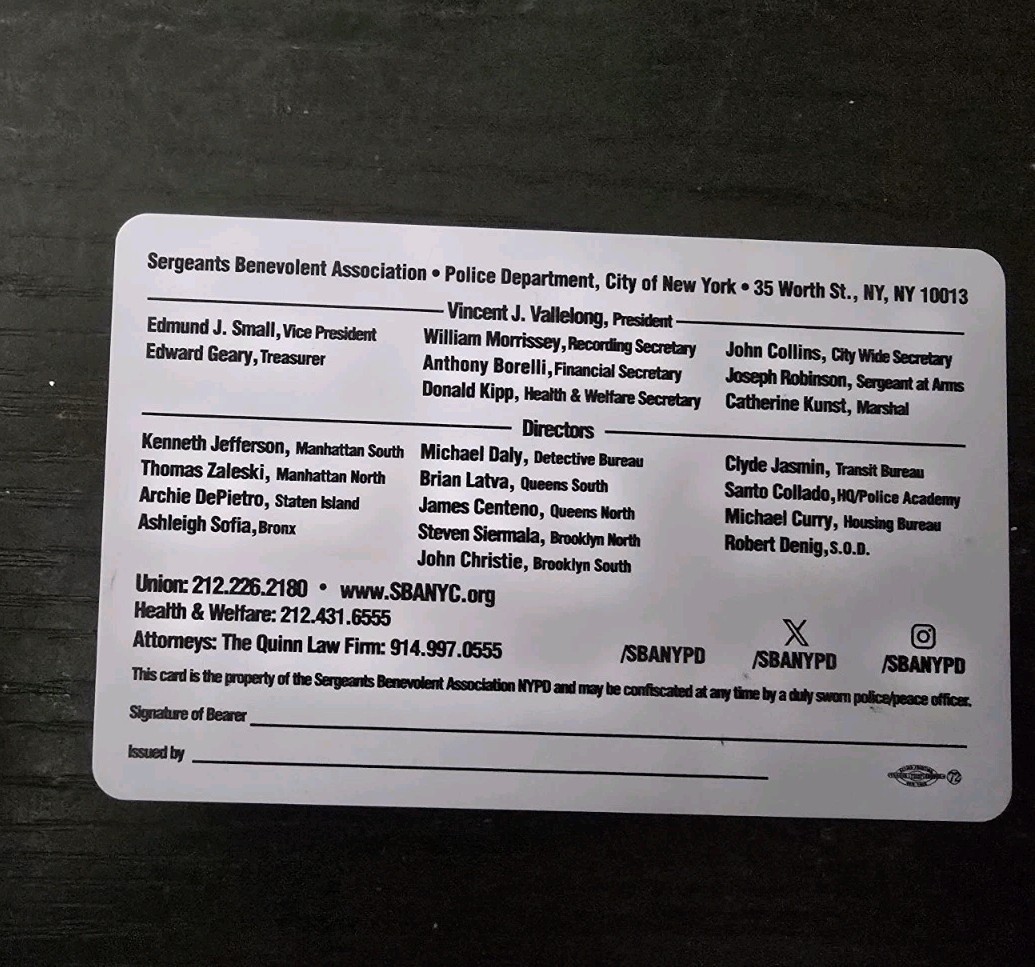 Sergeants Benevolent Association • Police Department, City of New York • 35 Worth St., NY, NY 10013
Vincent J. Vallelong, President
Edmund J. Small, Vice President
Edward Geary, Treasurer
William Morrissey, Recording Secretary
Anthony Borelli, Financial Secretary
Donald Kipp, Health & Welfare Secretary
John Collins, City Wide Secretary
Joseph Robinson, Sergeant at Arms
Catherine Kunst, Marshal
Directors
Kenneth Jefferson, Manhattan South
Thomas Zaleski, Manhattan North
Archie DePietro, Staten Island
Ashleigh Sofia, Bronx
Michael Daly, Detective Bureau
Brian Latva, Queens South
James Centeno, Queens North
Steven Siermala, Brooklyn North
John Christie, Brooklyn South
Clyde Jasmin, Transit Bureau
Santo Collado, HQ/Police Academy
Michael Curry, Housing Bureau
Robert Denig, S.O.D.
Union: 212.226.2180 • www.SBANYC.org
Health & Welfare: 212.431.6555
Attorneys: The Quinn Law Firm: 914.997.0555
/SBANYPD
/SBANYPD
/SBANYPD
This card is the property of the Sergeants Benevolent Association NYPD and may be confiscated at any time by a duly sworn police/peace officer.
Signature of Bearer
Issued by
72